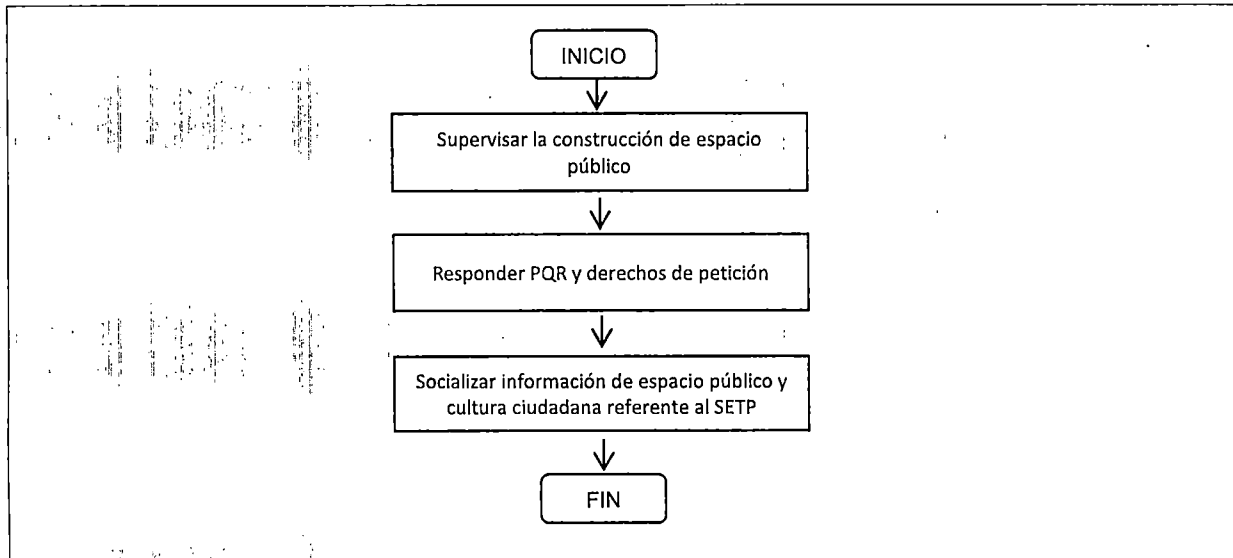 INICIO
Supervisar la construcción de espacio
público
Responder PQR y derechos de petición
Socializar información de espacio público y
cultura ciudadana referente al SETP
FIN